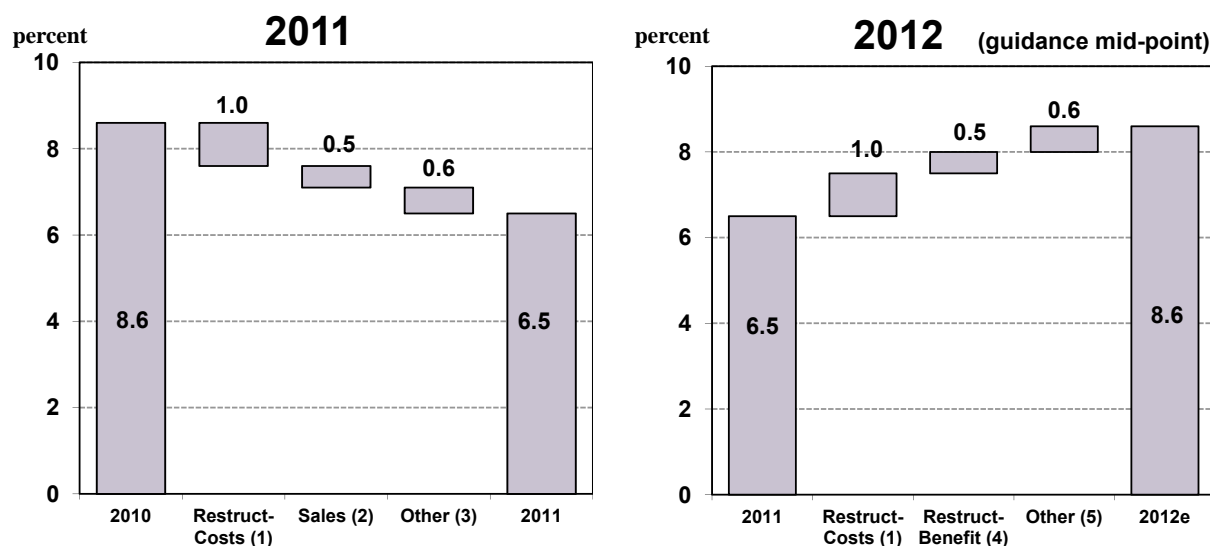 2011
percent
10
8
6
4
2
0
1.0
0.5
0.6
8.6
6.5
2010
Restruct-
Costs (1)
Sales (2)
Other (3)
2011
2012 (guidance mid-point)
percent
10
8
6
4
2
0
1.0
0.5
0.6
6.5
8.6
2011
Restruct-
Costs (1)
Restruct-
Benefit (4)
Other (5)
2012e